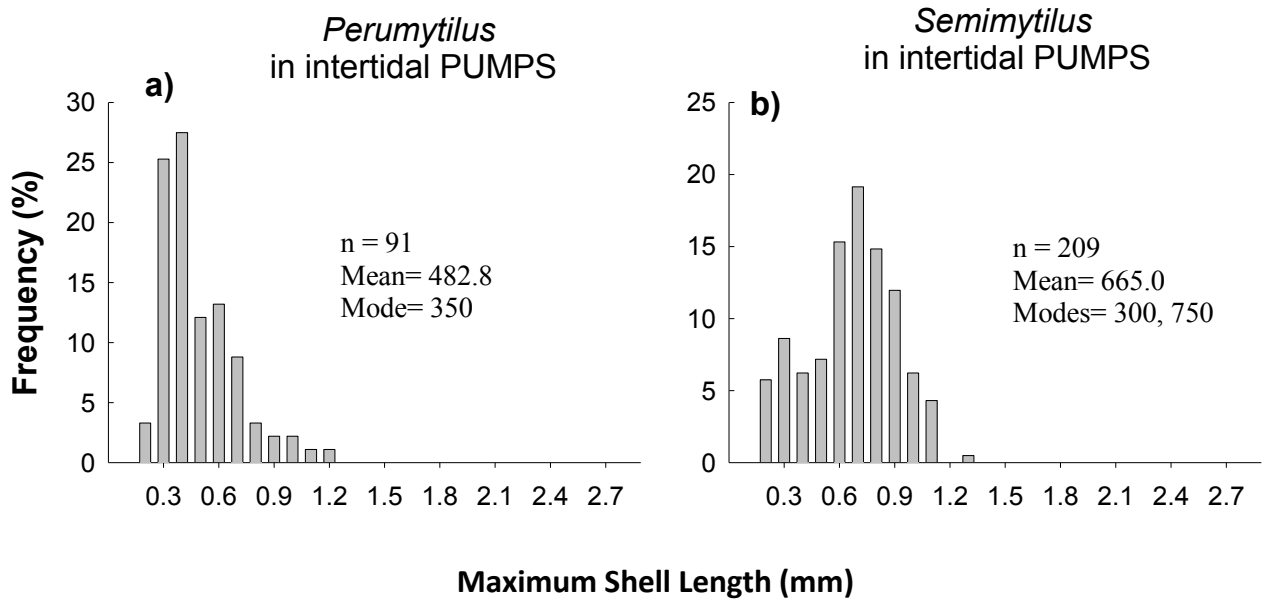 Perumytilus
in intertidal PUMPS
a)
30
25
20
15
10
5
0
Frequency (%)
n = 91
Mean= 482.8
Mode= 350
0.3 0.6 0.9 1.2 1.5 1.8 2.1 2.4 2.7
Semimytilus
in intertidal PUMPS
b)
25
20
15
10
5
0
n = 209
Mean= 665.0
Modes= 300, 750
0.3 0.6 0.9 1.2 1.5 1.8 2.1 2.4 2.7
Maximum Shell Length (mm)